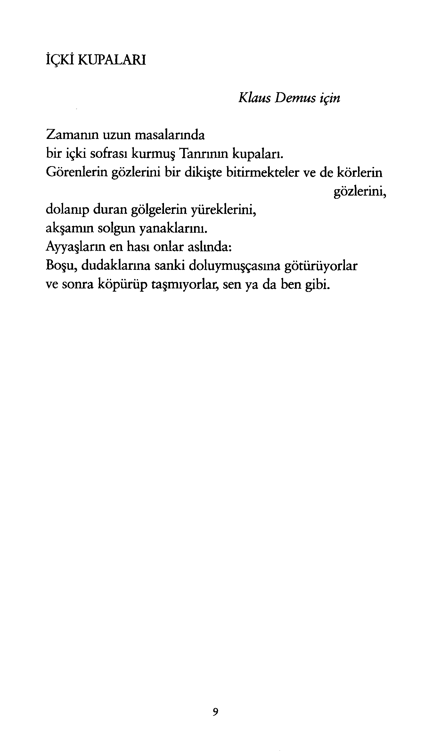 İÇKİ KUPALARI
Klaus Demus için
Zamanın uzun masalarında
bir içki sofrası kurmuş Tanrının kupaları.
Görenlerin gözlerini bir dikişte bitirmekteler ve de körlerin
gözlerini,
dolanıp duran gölgelerin yüreklerini,
akşamın solgun yanaklarını.
Ayyaşların en hası onlar aslında:
Boşu, dudaklarına sanki doluymuşçasına götürüyorlar
ve sonra köpürüp taşmıyorlar, sen ya da ben gibi.
9